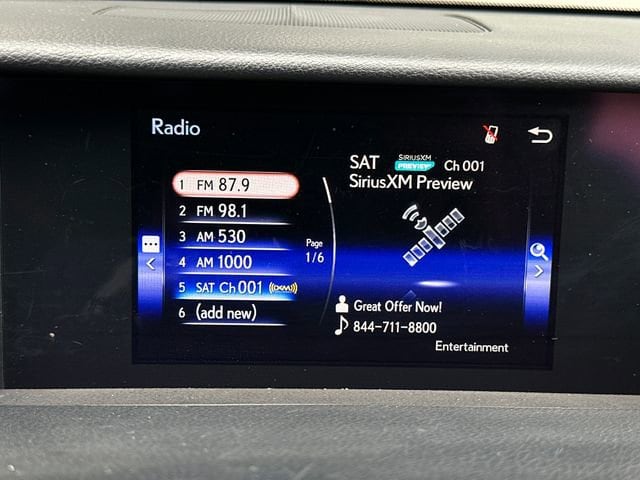 Radio
1 FM 87.9
2 FM 98.1
3 AM 530
4 AM 1000
5 SAT Ch 001 ((XM))
6 (add new)
Page
1/6
SAT SIRIUSXM PREVIEW Ch 001
SiriusXM Preview
Great Offer Now!
844-711-8800
Entertainment